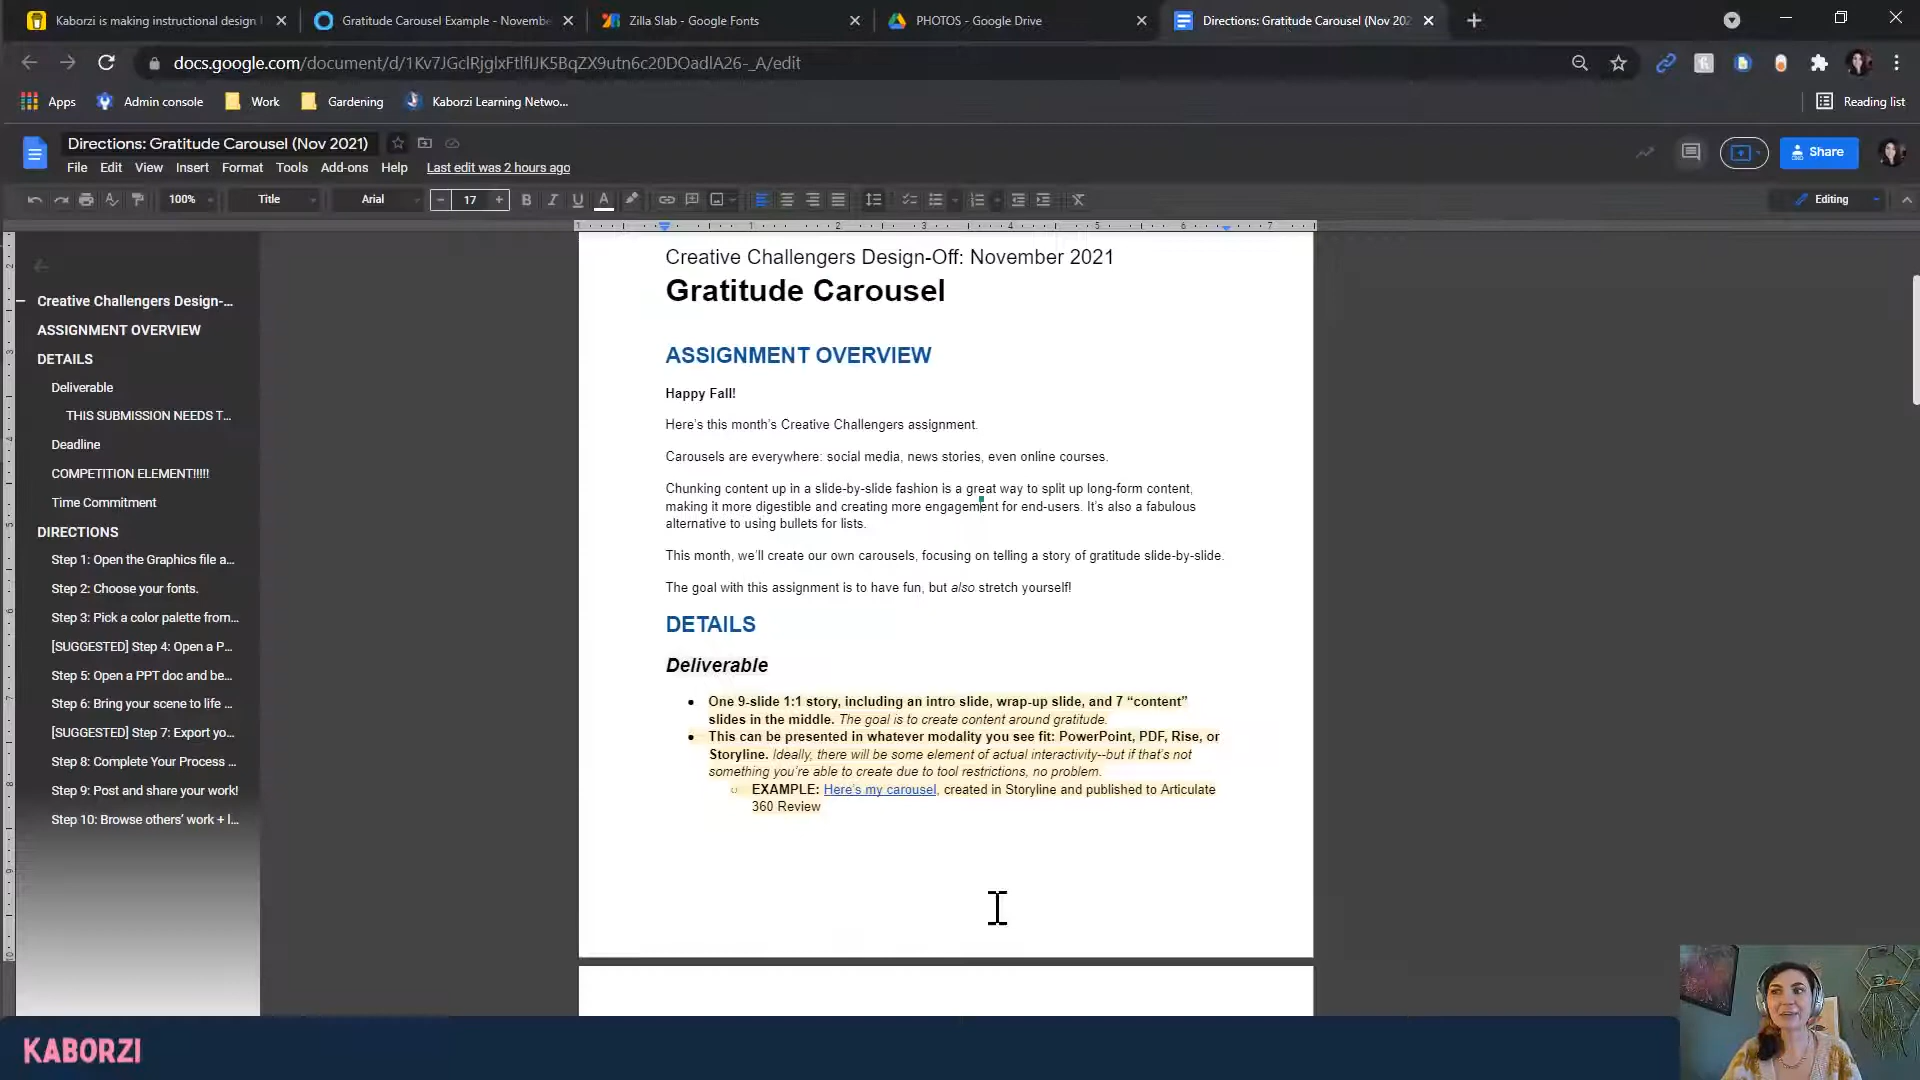 Kaborzi is making instructional design
Gratitude Carousel Example - Novembe
Zilla Slab - Google Fonts
PHOTOS - Google Drive
Directions: Gratitude Carousel (Nov 202
docs.google.com/document/d/1Kv7JGclRjglxFtlfIJK5BqZX9utn6c20DOadlA26-_A/edit
Apps
Admin console
Work
Gardening
Kaborzi Learning Netwo...
Reading list
Directions: Gratitude Carousel (Nov 2021)
File Edit View Insert Format Tools Add-ons Help Last edit was 2 hours ago
Share
100% Title Arial 17 Editing
1 1 2 3 4 5 6 7
Creative Challengers Design-...
ASSIGNMENT OVERVIEW
DETAILS
Deliverable
THIS SUBMISSION NEEDS T...
Deadline
COMPETITION ELEMENT!!!!!
Time Commitment
DIRECTIONS
Step 1: Open the Graphics file a...
Step 2: Choose your fonts.
Step 3: Pick a color palette from...
[SUGGESTED] Step 4: Open a P...
Step 5: Open a PPT doc and be...
Step 6: Bring your scene to life ...
[SUGGESTED] Step 7: Export yo...
Step 8: Complete Your Process ...
Step 9: Post and share your work!
Step 10: Browse others' work + l...
Creative Challengers Design-Off: November 2021
Gratitude Carousel
ASSIGNMENT OVERVIEW
Happy Fall!
Here's this month's Creative Challengers assignment.
Carousels are everywhere: social media, news stories, even online courses.
Chunking content up in a slide-by-slide fashion is a great way to split up long-form content,
making it more digestible and creating more engagement for end-users. It's also a fabulous
alternative to using bullets for lists.
This month, we'll create our own carousels, focusing on telling a story of gratitude slide-by-slide.
The goal with this assignment is to have fun, but also stretch yourself!
DETAILS
Deliverable
One 9-slide 1:1 story, including an intro slide, wrap-up slide, and 7 “content”
slides in the middle. The goal is to create content around gratitude.
This can be presented in whatever modality you see fit: PowerPoint, PDF, Rise, or
Storyline. Ideally, there will be some element of actual interactivity--but if that's not
something you're able to create due to tool restrictions, no problem.
EXAMPLE: Here's my carousel, created in Storyline and published to Articulate
360 Review
KABORZI